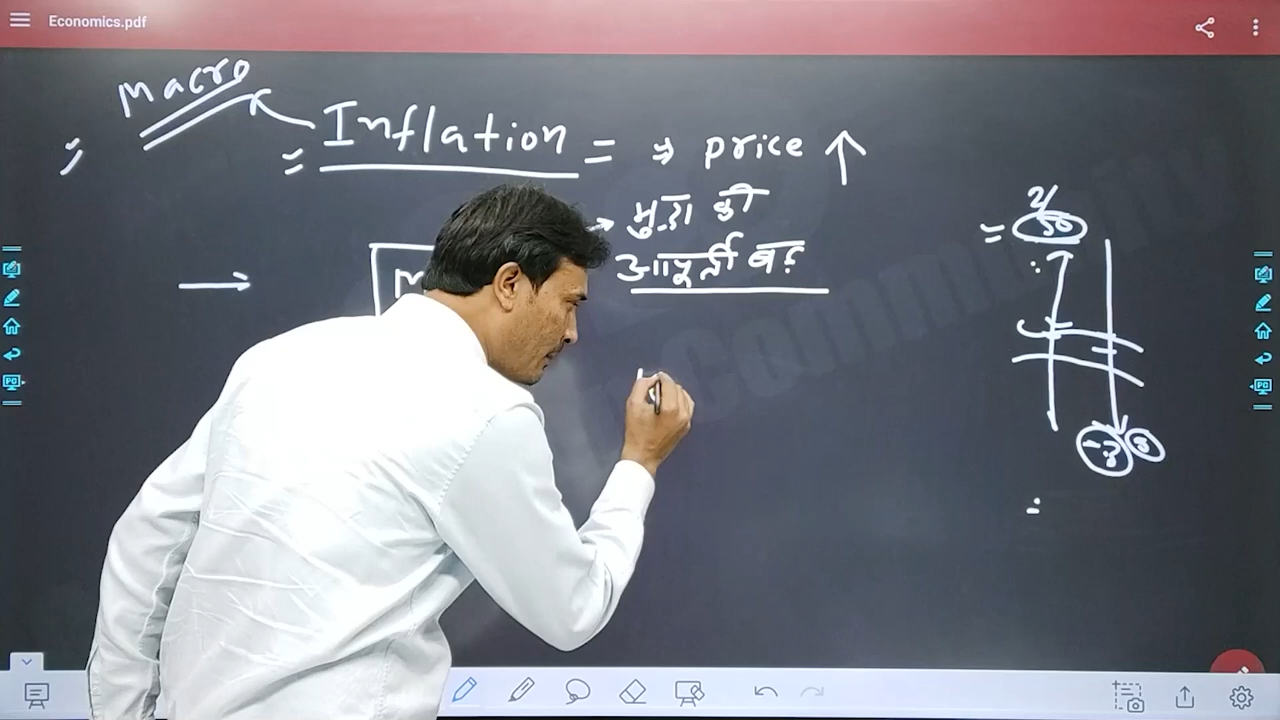 Economics.pdf
Macro
Inflation = → price ↑
→ मुद्रा की
आपूर्ती बढ़
→